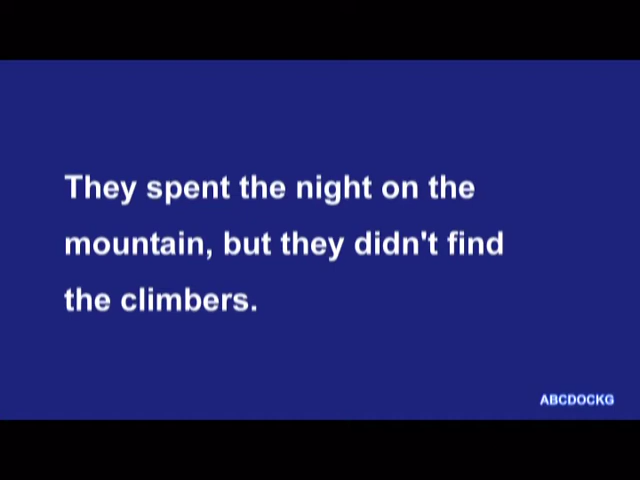 They spent the night on the
mountain, but they didn't find
the climbers.
ABCDOCKG